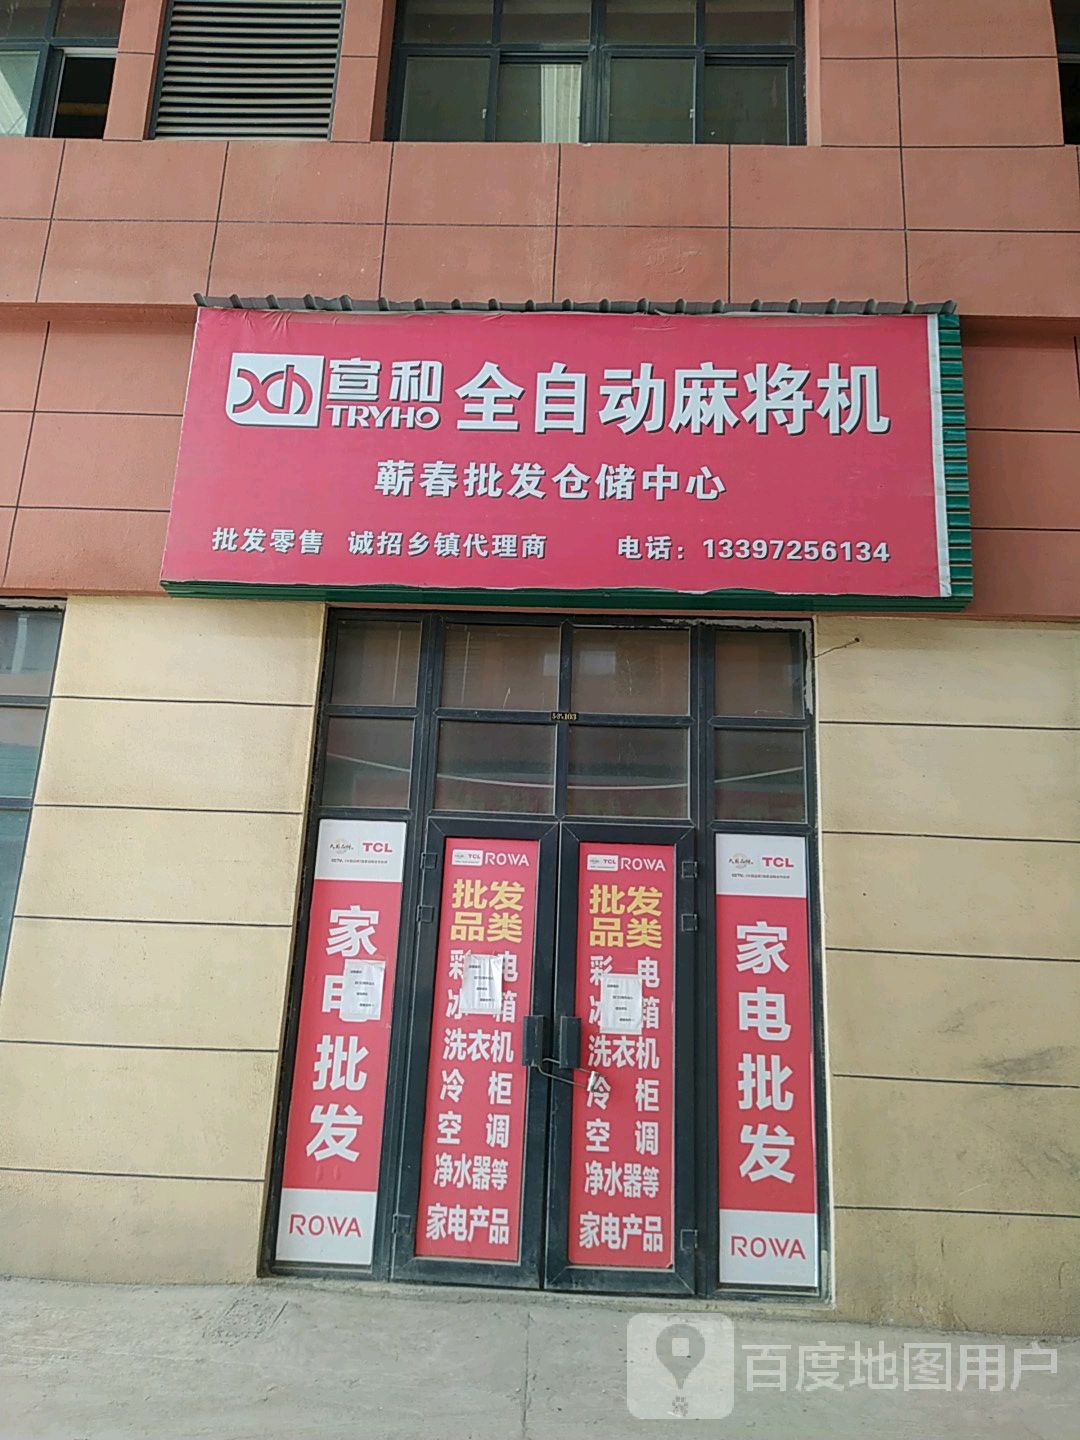 宣和
TRYHO
全自动麻将机
蕲春批发仓储中心
批发零售 诚招乡镇代理商 电话：13397256134
103
TCL
家电批发
ROWA
TCL ROWA
批发
品类
彩电
冰箱
洗衣机
冷柜
空调
净水器等
家电产品
TCL ROWA
批发
品类
彩电
冰箱
洗衣机
冷柜
空调
净水器等
家电产品
TCL
家电批发
ROWA
百度地图用户